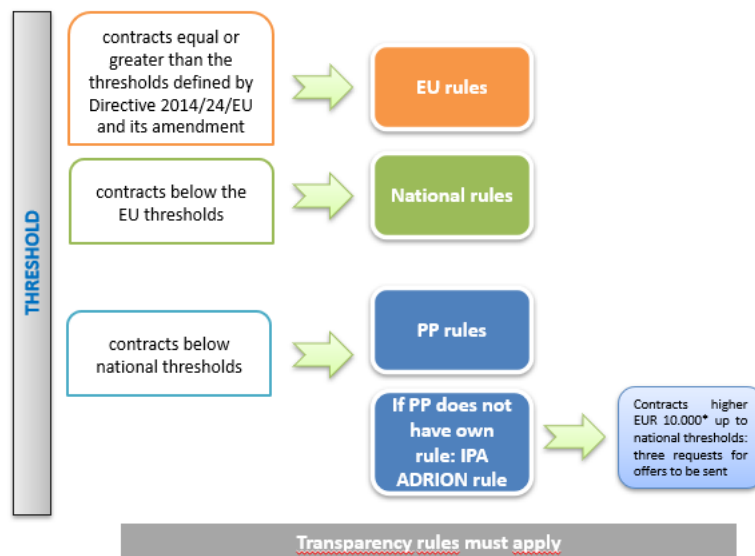 THRESHOLD
contracts equal or
greater than the
thresholds defined by
Directive 2014/24/EU
and its amendment
EU rules
contracts below the
EU thresholds
National rules
contracts below
national thresholds
PP rules
If PP does not
have own
rule: IPA
ADRION rule
Contracts higher
EUR 10.000* up to
national thresholds:
three requests for
offers to be sent
Transparency rules must apply